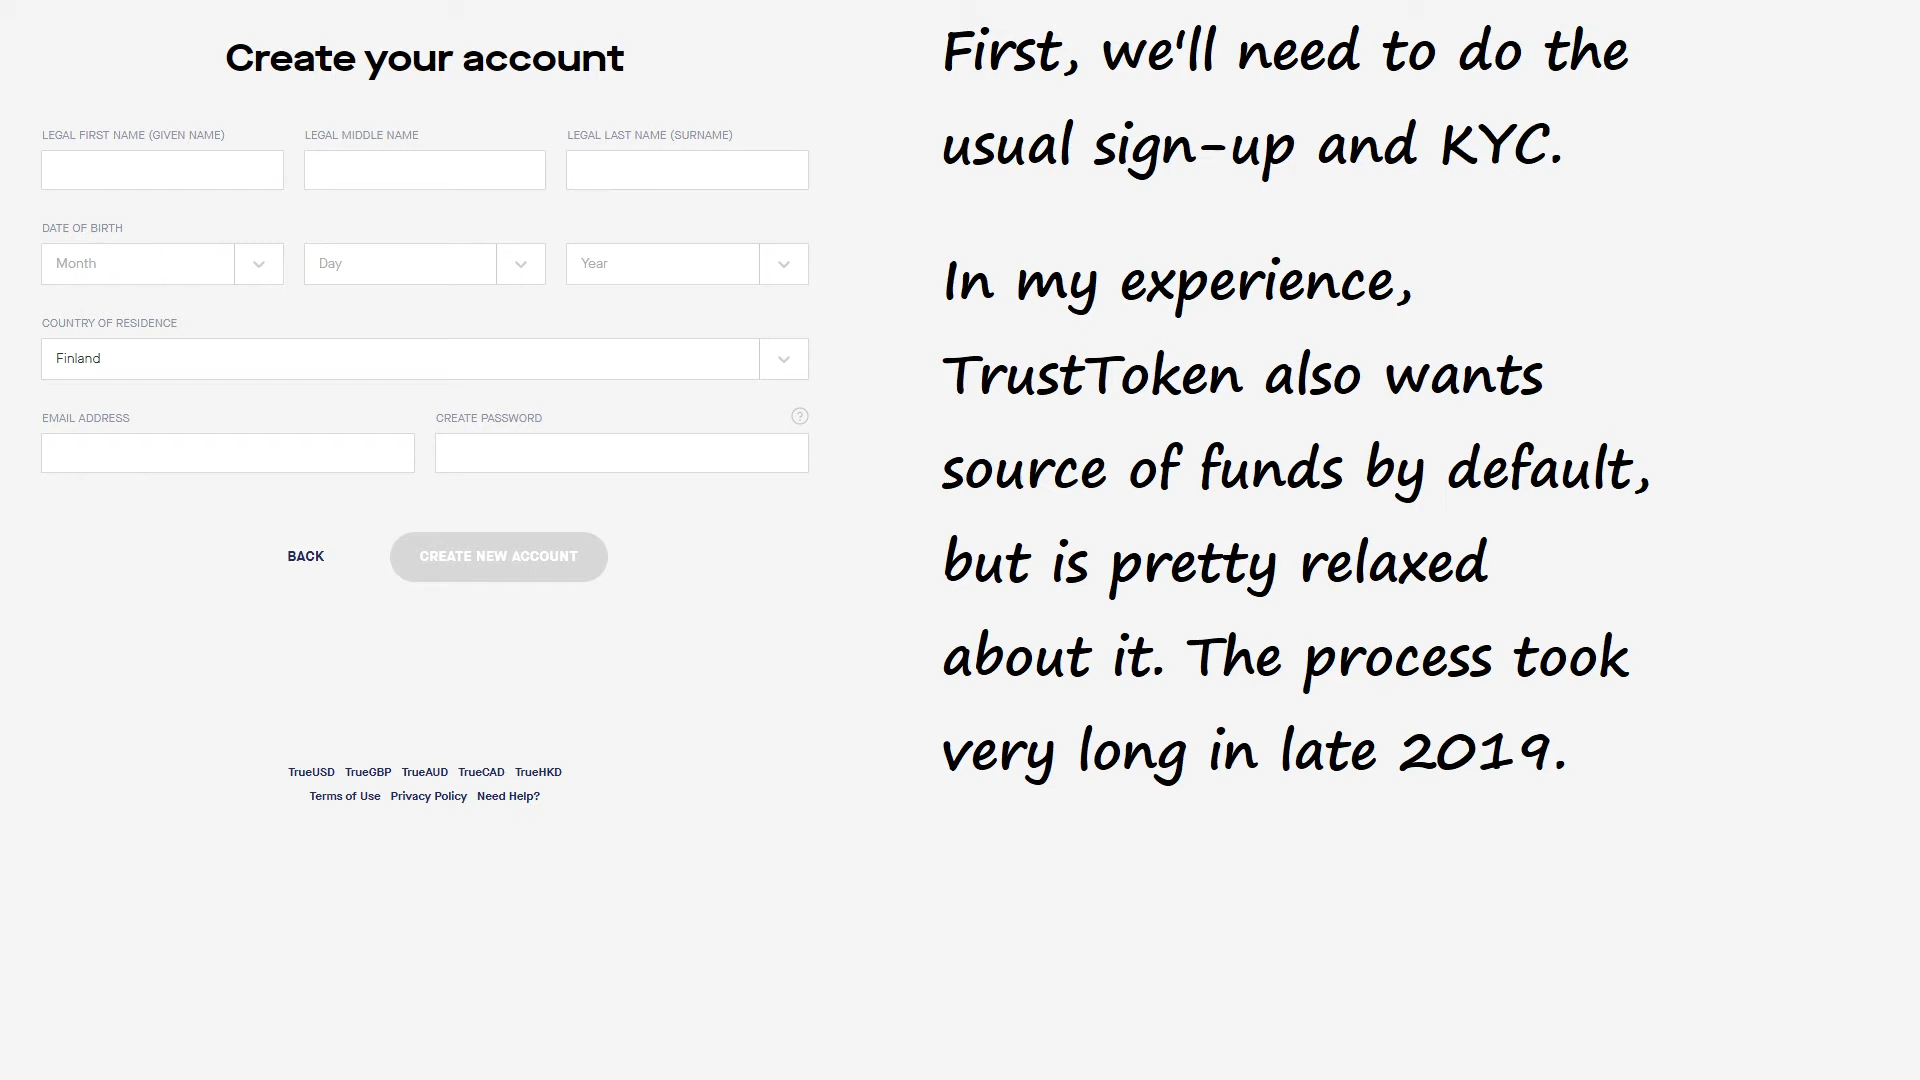 Create your account
LEGAL FIRST NAME (GIVEN NAME)
LEGAL MIDDLE NAME
LEGAL LAST NAME (SURNAME)
DATE OF BIRTH
Month
Day
Year
COUNTRY OF RESIDENCE
Finland
EMAIL ADDRESS
CREATE PASSWORD
?
BACK
CREATE NEW ACCOUNT
TrueUSD TrueGBP TrueAUD TrueCAD TrueHKD
Terms of Use Privacy Policy Need Help?
First, we'll need to do the
usual sign-up and KYC.
In my experience,
TrustToken also wants
source of funds by default,
but is pretty relaxed
about it. The process took
very long in late 2019.